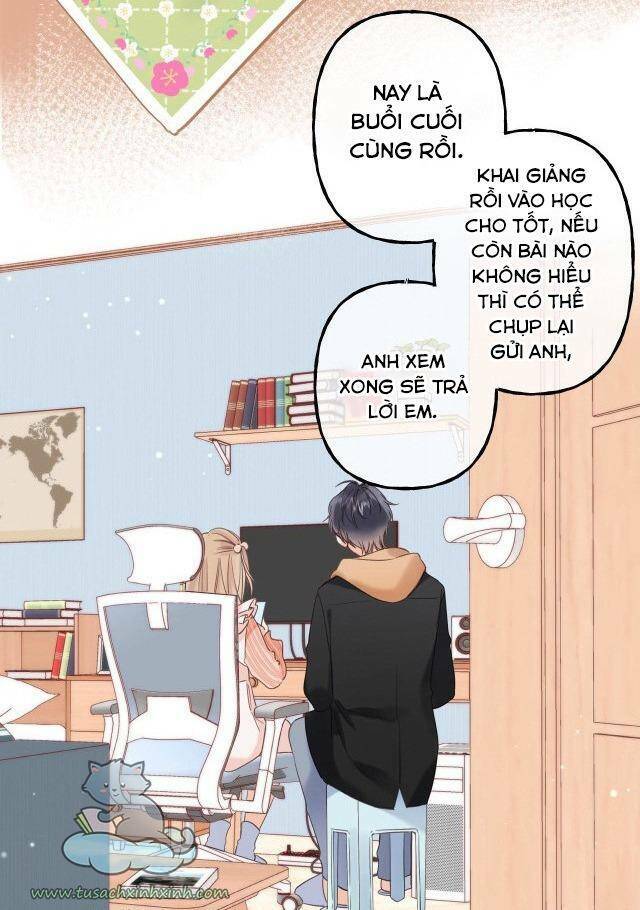 NAY LÀ
BUỔI CUỐI
CÙNG RỒI.
KHAI GIẢNG
RỒI VÀO HỌC
CHO TỐT, NẾU
CÒN BÀI NÀO
KHÔNG HIỂU
THÌ CÓ THỂ
CHỤP LẠI
GỬI ANH,
ANH XEM
XONG SẼ TRẢ
LỜI EM.
www.tusachxinhxinh.com